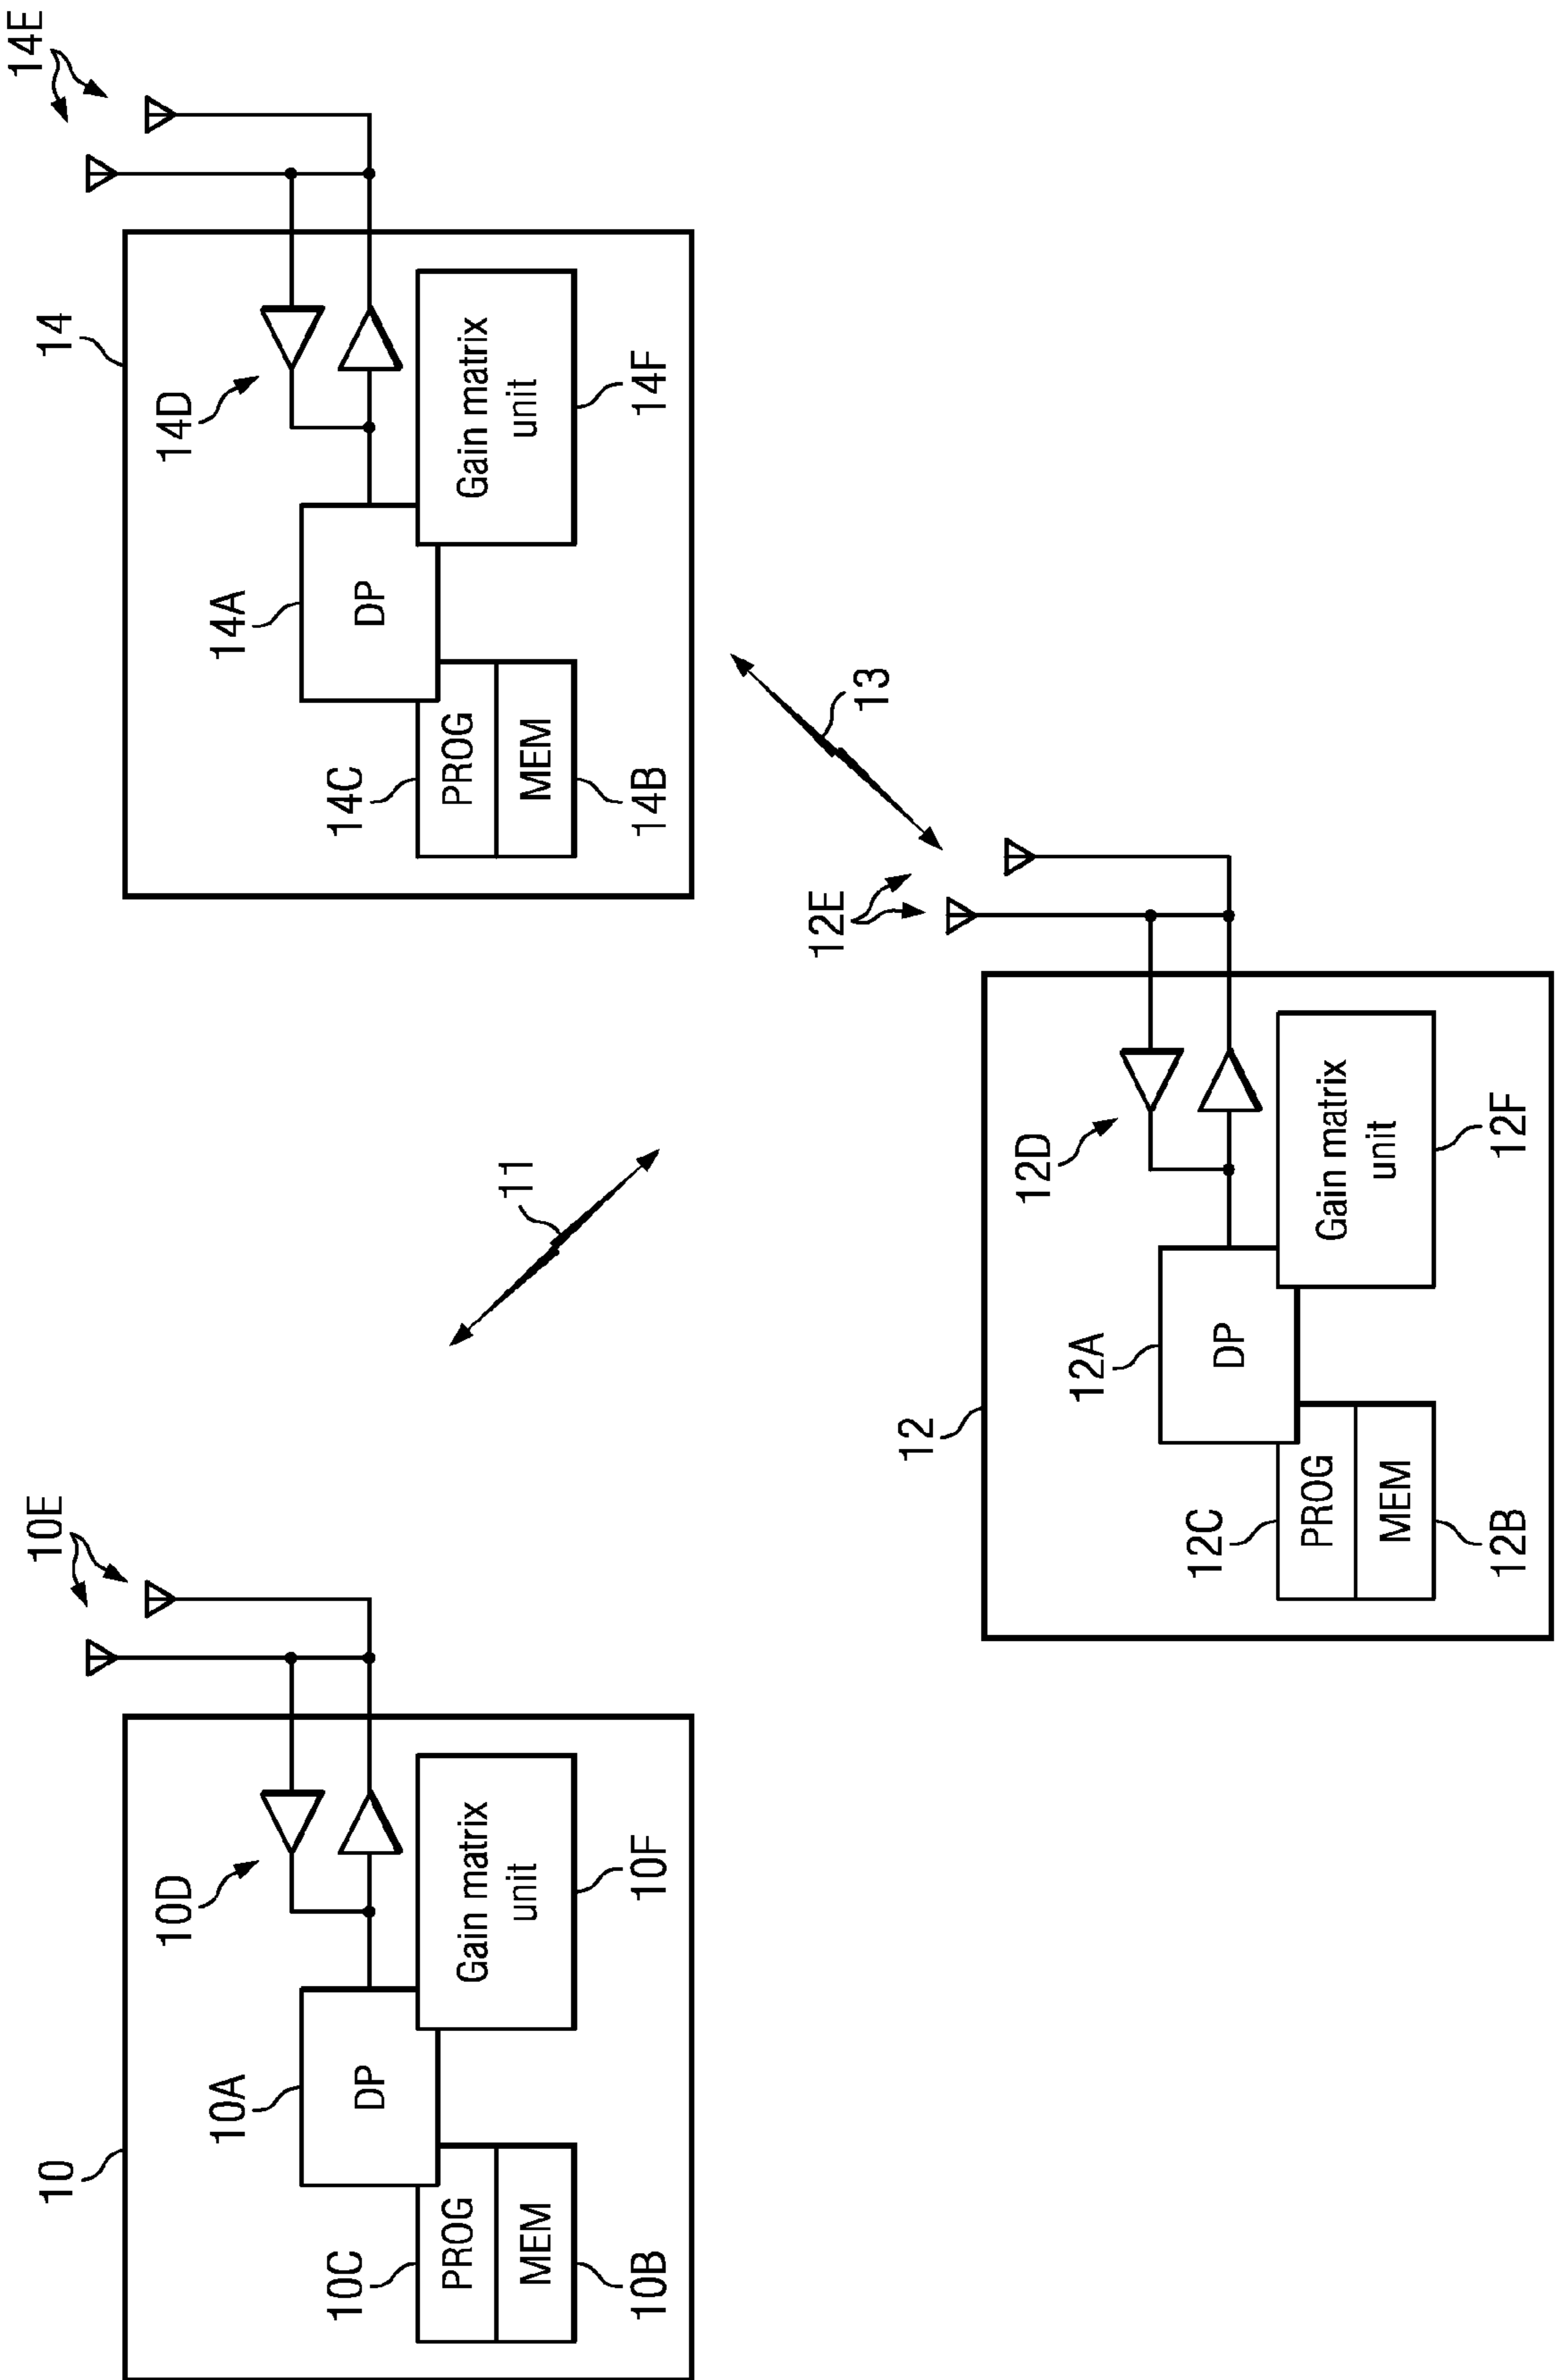 10
10A
DP
10C
PROG
MEM
10B
10D
Gain matrix
unit
10F
10E
11
14
14A
DP
14C
PROG
MEM
14B
14D
Gain matrix
unit
14F
14E
13
12
12A
DP
12C
PROG
MEM
12B
12D
Gain matrix
unit
12F
12E